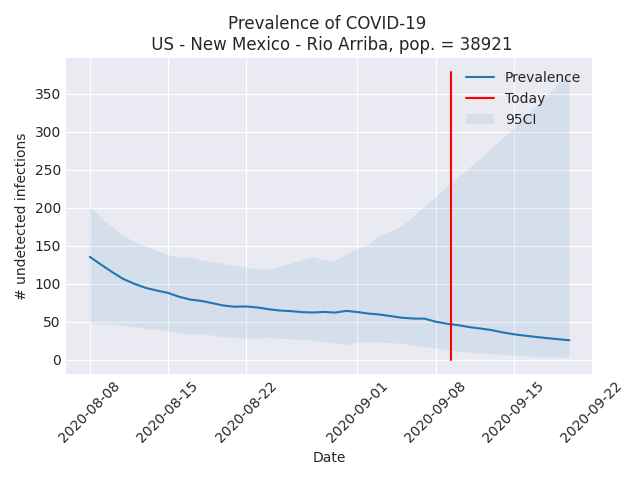 Prevalence of COVID-19
US - New Mexico - Rio Arriba, pop. = 38921
Prevalence
Today
95CI
350
300
250
200
150
100
50
0
# undetected infections
2020-08-08
2020-08-15
2020-08-22
2020-09-01
2020-09-08
2020-09-15
2020-09-22
Date